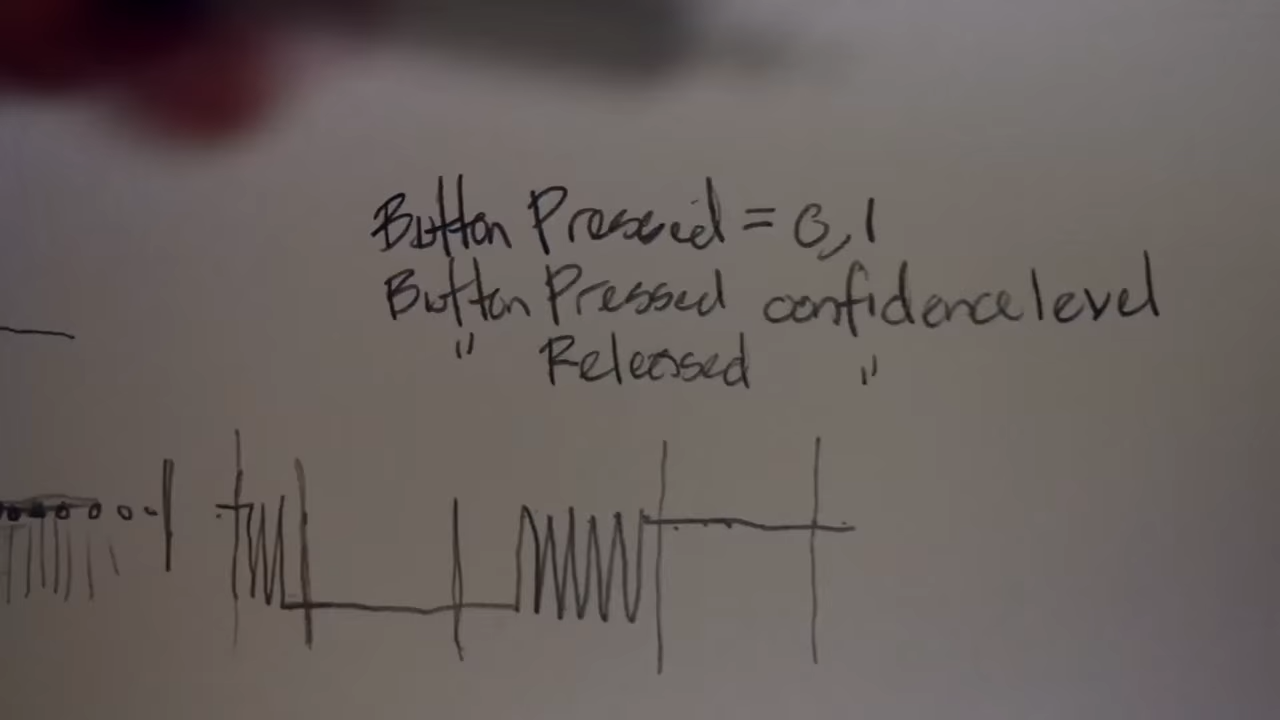 Button Pressed = 0,1
Button Pressed confidence level
" Released "